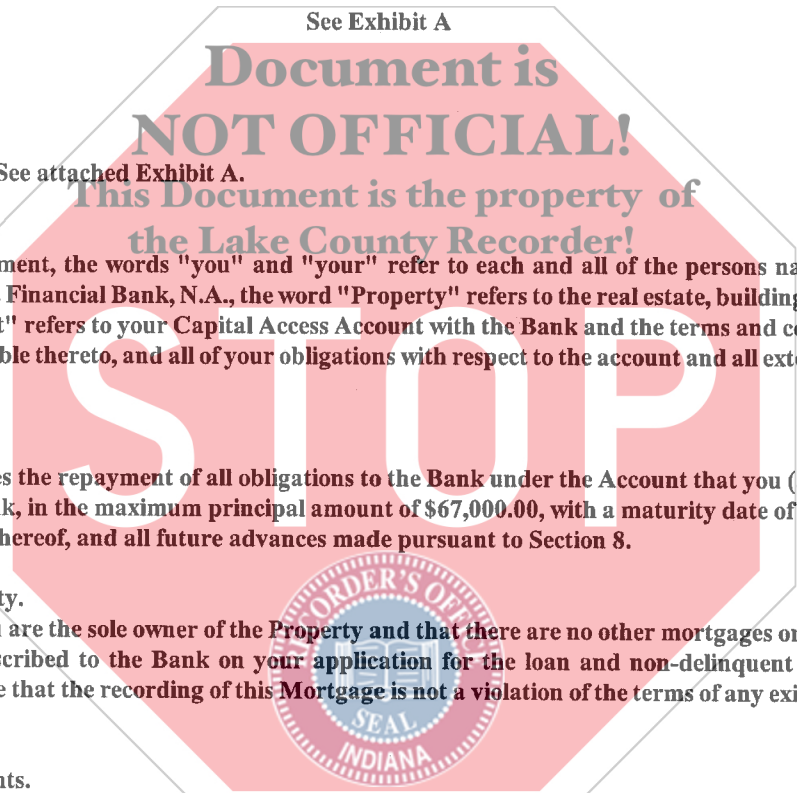 See Exhibit A
Document is
NOT OFFICIAL!
See attached Exhibit A.
This Document is the property of
the Lake County Recorder!
ment, the words "you" and "your" refer to each and all of the persons na
Financial Bank, N.A., the word "Property" refers to the real estate, building
t" refers to your Capital Access Account with the Bank and the terms and co
ble thereto, and all of your obligations with respect to the account and all exte
STOP
es the repayment of all obligations to the Bank under the Account that you (
k, in the maximum principal amount of $67,000.00, with a maturity date of
hereof, and all future advances made pursuant to Section 8.
ty.
are the sole owner of the Property and that there are no other mortgages or
scribed to the Bank on your application for the loan and non-delinquent
e that the recording of this Mortgage is not a violation of the terms of any exi
RECORDER'S OFFICE
SEAL
INDIANA
nts.